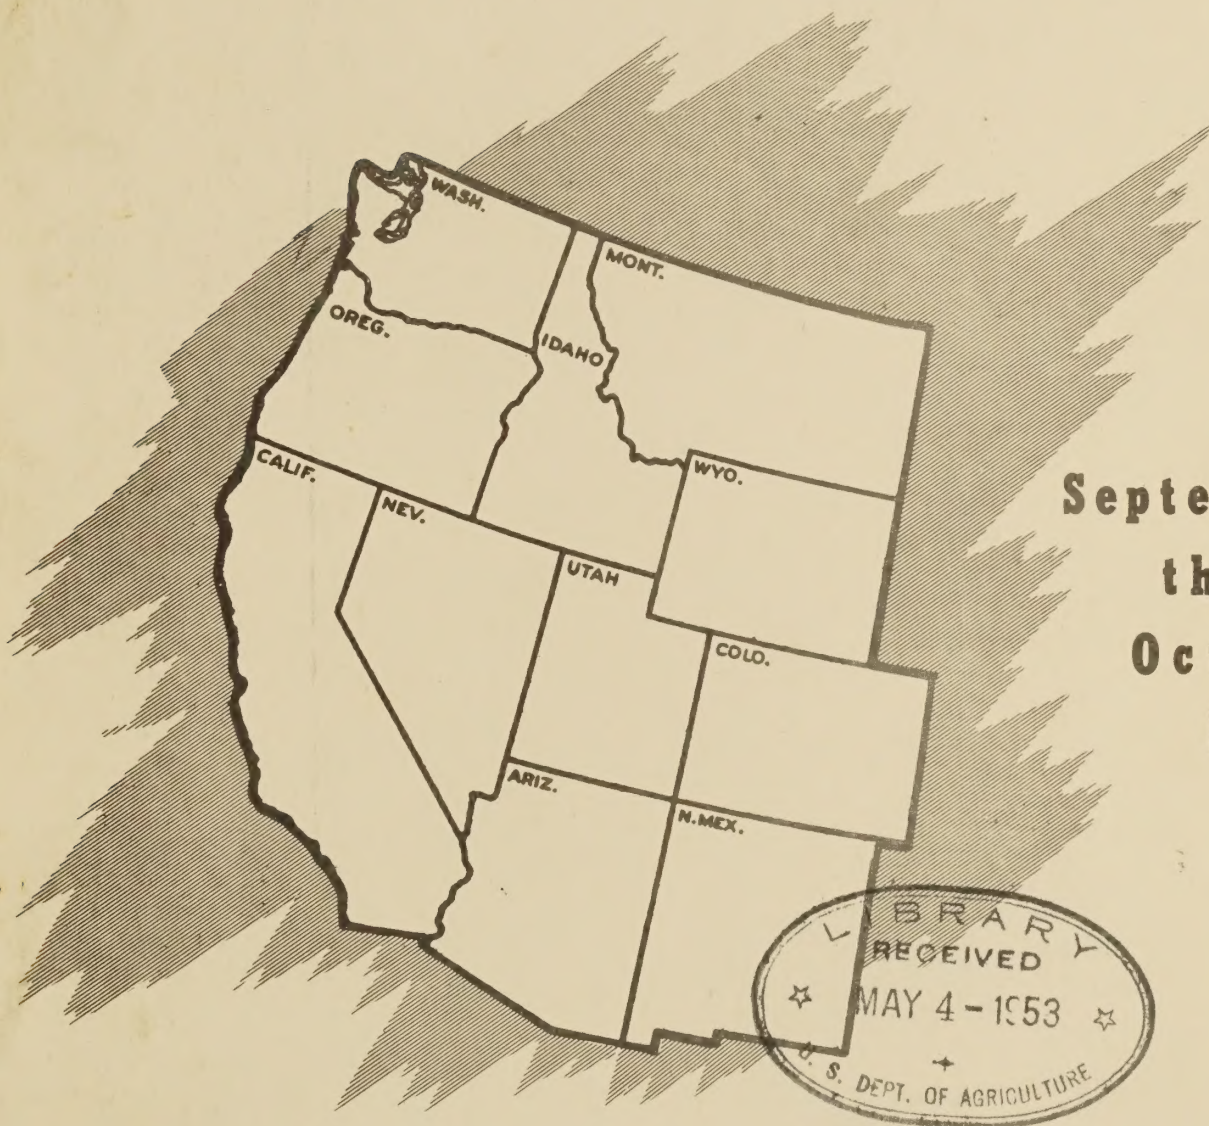 WASH.
MONT.
OREG.
IDAHO
CALIF.
WYO.
NEV.
UTAH
COLO.
ARIZ.
N.MEX.
Septe
th
Oc
LIBRARY
RECEIVED
MAY 4 - 1953
U. S. DEPT. OF AGRICULTURE